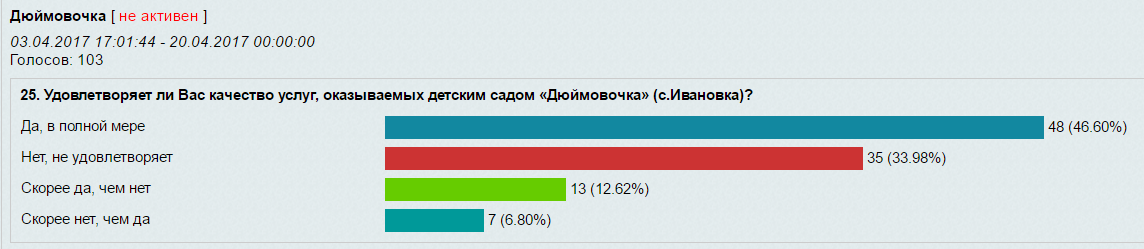 Дюймовочка [ не активен ]
03.04.2017 17:01:44 - 20.04.2017 00:00:00
Голосов: 103
25. Удовлетворяет ли Вас качество услуг, оказываемых детским садом «Дюймовочка» (с.Ивановка)?
Да, в полной мере 48 (46.60%)
Нет, не удовлетворяет 35 (33.98%)
Скорее да, чем нет 13 (12.62%)
Скорее нет, чем да 7 (6.80%)